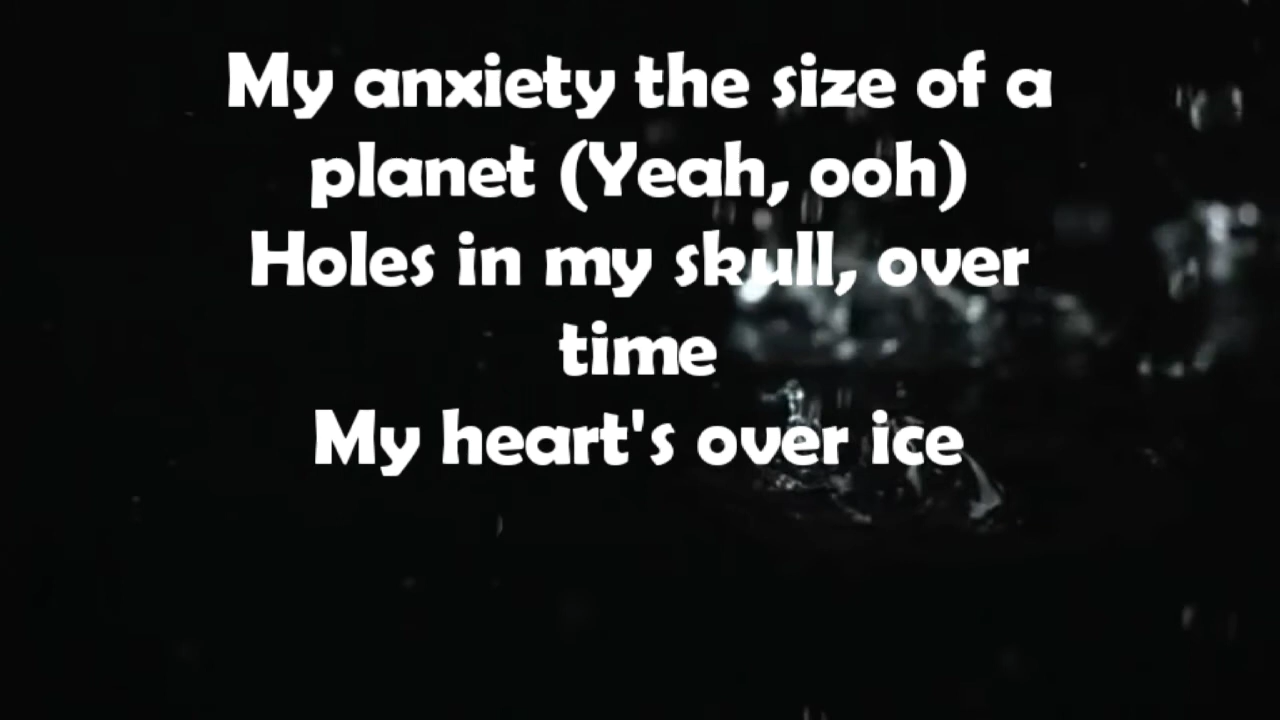 My anxiety the size of a
planet (Yeah, ooh)
Holes in my skull, over
time
My heart's over ice